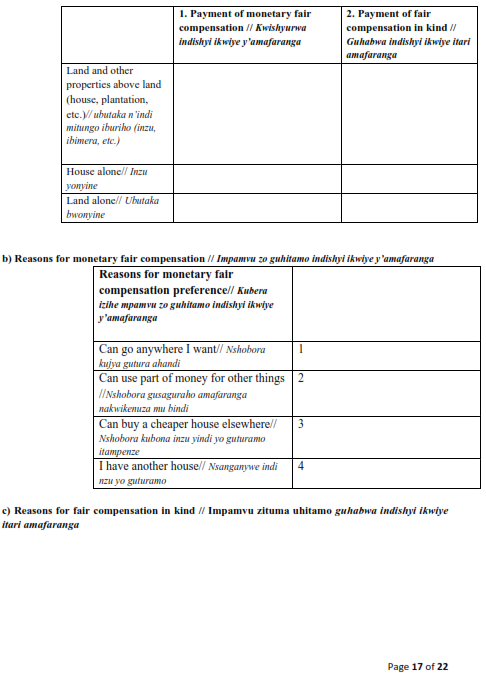 1. Payment of monetary fair
compensation // Kwishyurwa
indishyi ikwiye y'amafaranga
2. Payment of fair
compensation in kind //
Guhabwa indishyi ikwiye itari
amafaranga
Land and other
properties above land
(house, plantation,
etc.)// ubutaka n'indi
mitungo iburiho (inzu,
ibimera, etc.)
House alone// Inzu
yonyine
Land alone// Ubutaka
bwonyine
b) Reasons for monetary fair compensation // Impamvu zo guhitamo indishyi ikwiye y'amafaranga
Reasons for monetary fair
compensation preference// Kubera
izihe mpamvu zo guhitamo indishyi ikwiye
y'amafaranga
Can go anywhere I want// Nshobora 1
kujya gutura ahandi
Can use part of money for other things 2
//Nshobora gusaguraho amafaranga
nakwikenuza mu bindi
Can buy a cheaper house elsewhere// 3
Nshobora kubona inzu yindi yo guturamo
itampenze
I have another house// Nsanganywe indi 4
nzu yo guturamo
c) Reasons for fair compensation in kind // Impamvu zituma uhitamo guhabwa indishyi ikwiye
itari amafaranga
Page 17 of 22